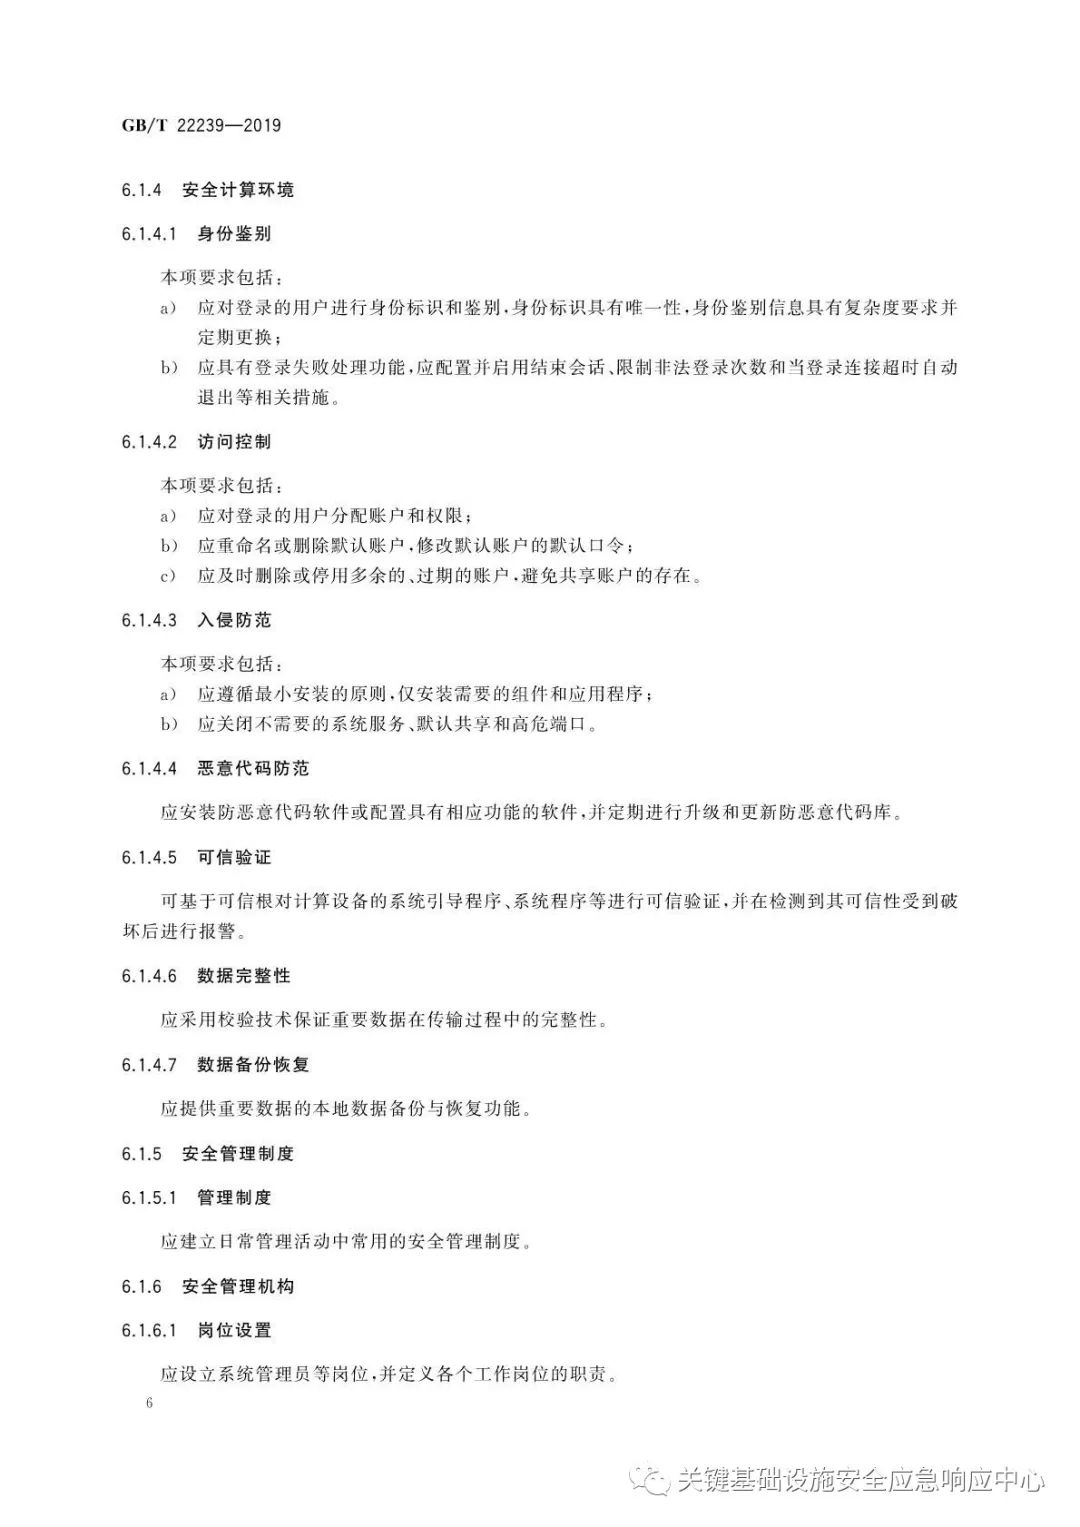 GB/T 22239—2019
6.1.4 安全计算环境
6.1.4.1 身份鉴别
本项要求包括：
a) 应对登录的用户进行身份标识和鉴别,身份标识具有唯一性,身份鉴别信息具有复杂度要求并
定期更换；
b) 应具有登录失败处理功能,应配置并启用结束会话、限制非法登录次数和当登录连接超时自动
退出等相关措施。
6.1.4.2 访问控制
本项要求包括：
a) 应对登录的用户分配账户和权限；
b) 应重命名或删除默认账户,修改默认账户的默认口令；
c) 应及时删除或停用多余的、过期的账户,避免共享账户的存在。
6.1.4.3 入侵防范
本项要求包括：
a) 应遵循最小安装的原则,仅安装需要的组件和应用程序；
b) 应关闭不需要的系统服务、默认共享和高危端口。
6.1.4.4 恶意代码防范
应安装防恶意代码软件或配置具有相应功能的软件,并定期进行升级和更新防恶意代码库。
6.1.4.5 可信验证
可基于可信根对计算设备的系统引导程序、系统程序等进行可信验证,并在检测到其可信性受到破
坏后进行报警。
6.1.4.6 数据完整性
应采用校验技术保证重要数据在传输过程中的完整性。
6.1.4.7 数据备份恢复
应提供重要数据的本地数据备份与恢复功能。
6.1.5 安全管理制度
6.1.5.1 管理制度
应建立日常管理活动中常用的安全管理制度。
6.1.6 安全管理机构
6.1.6.1 岗位设置
应设立系统管理员等岗位,并定义各个工作岗位的职责。
6
关键基础设施安全应急响应中心